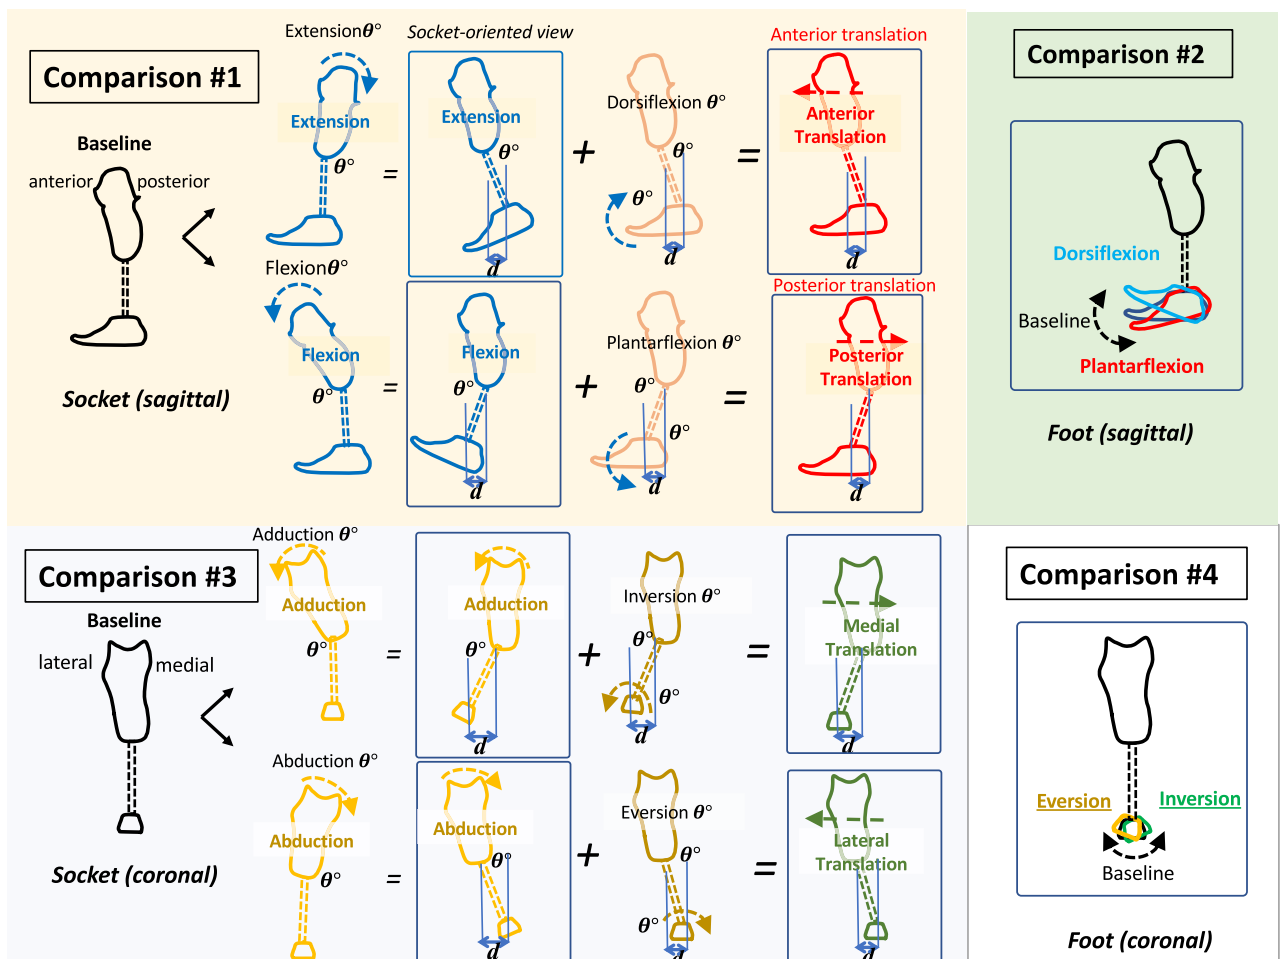 Comparison #1
Baseline
anterior
posterior
Socket (sagittal)
Extensionθ°
Extension
θ°
=
Socket-oriented view
Extension
θ°
d
+
Dorsiflexion θ°
θ°
θ°
d
=
Anterior translation
Anterior
Translation
d
Flexionθ°
Flexion
θ°
=
Flexion
θ°
d
+
Plantarflexion θ°
θ°
θ°
d
=
Posterior translation
Posterior
Translation
d
Comparison #2
Dorsiflexion
Baseline
Plantarflexion
Foot (sagittal)
Comparison #3
Baseline
lateral
medial
Socket (coronal)
Adduction θ°
Adduction
θ°
=
Adduction
θ°
d
+
Inversion θ°
θ°
θ°
d
=
Medial
Translation
d
Abduction θ°
Abduction
θ°
=
Abduction
θ°
d
+
Eversion θ°
θ°
θ°
d
=
Lateral
Translation
d
Comparison #4
Eversion
Inversion
Baseline
Foot (coronal)